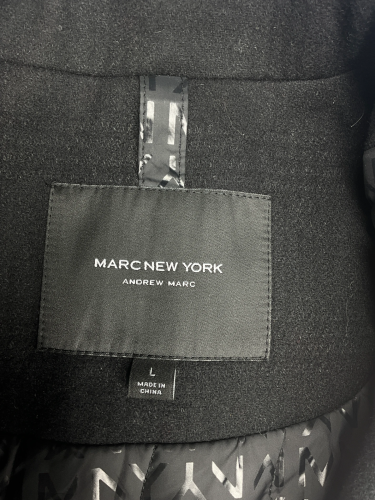 MARC NEW YORK
ANDREW MARC
L
MADE IN
CHINA